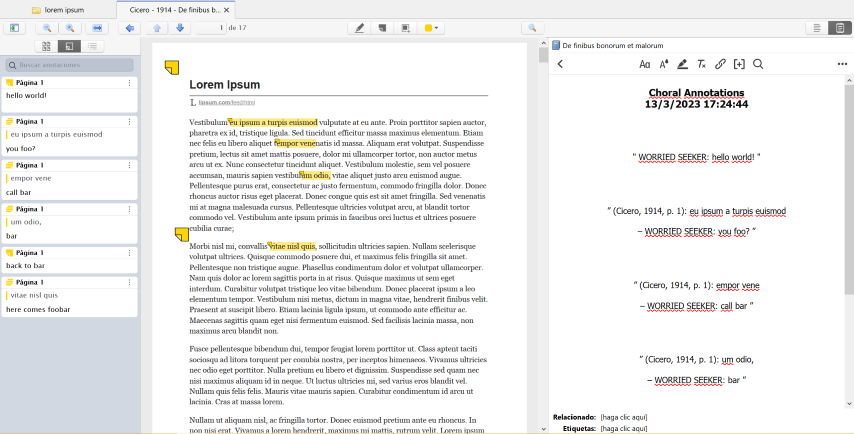 lorem ipsum
Cicero - 1914 - De finibus b...
1 de 17
Buscar anotaciones
Página 1
hello world!
Página 1
eu ipsum a turpis euismod
you foo?
Página 1
empor vene
call bar
Página 1
um odio,
bar
Página 1
back to bar
Página 1
vitae nisl quis
here comes foobar
Lorem Ipsum
L lipsum.com/feed/html
Vestibulum eu ipsum a turpis euismod vulputate at eu ante. Proin porttitor sapien auctor,
pharetra ex id, tristique ligula. Sed tincidunt efficitur massa maximus elementum. Etiam
nec felis eu libero aliquet tempor venenatis id massa. Aliquam erat volutpat. Suspendisse
pretium, lectus sit amet mattis posuere, dolor mi ullamcorper tortor, non auctor metus
arcu ut ex. Nunc consectetur tincidunt aliquet. Vestibulum molestie, sem vel posuere
accumsan, mauris sapien vestibulum odio, vitae aliquet justo arcu euismod augue.
Pellentesque purus erat, consectetur ac justo fermentum, commodo fringilla dolor. Donec
rhoncus auctor risus eget placerat. Donec congue quis est sit amet fringilla. Sed venenatis
mi at magna malesuada cursus. Pellentesque ultricies volutpat arcu, at blandit tortor
commodo vel. Vestibulum ante ipsum primis in faucibus orci luctus et ultrices posuere
cubilia curae;
Morbi nisl mi, convallis vitae nisl quis, sollicitudin ultricies sapien. Nullam scelerisque
volutpat ultrices. Quisque commodo posuere dui, et maximus felis fringilla sit amet.
Pellentesque non tristique augue. Phasellus condimentum dolor et volutpat ullamcorper.
Nam quis dolor ac lorem sagittis porta in at risus. Quisque maximus ut sem eget
interdum. Curabitur volutpat tristique leo vitae bibendum. Donec placerat ipsum a leo
elementum tempor. Vestibulum nisi metus, dictum in magna vitae, hendrerit finibus velit.
Praesent at suscipit libero. Etiam lacinia ligula ipsum, ut commodo ante efficitur ac.
Maecenas sagittis quam eget nisi fermentum euismod. Sed facilisis lacinia massa, non
maximus arcu blandit non.
Fusce pellentesque bibendum dui, tempor feugiat lorem porttitor ut. Class aptent taciti
sociosqu ad litora torquent per conubia nostra, per inceptos himenaeos. Vivamus ultricies
nec odio eget porttitor. Nulla pretium eu libero et dignissim. Suspendisse sed quam nec
nisi maximus aliquam id in neque. Ut luctus ultricies mi, sed varius eros blandit vel.
Nullam quis felis felis. Mauris vitae mauris sapien. Curabitur condimentum id arcu ut
lacinia. Cras at massa lorem.
Nullam ut aliquam nisl, ac fringilla tortor. Donec euismod pretium ante eu rhoncus. In
non nisi erat. Vivamus a lorem hendrerit, maximus mi nec, rutrum velit. Lorem ipsum
De finibus bonorum et malorum
Choral Annotations
13/3/2023 17:24:44
" WORRIED SEEKER: hello world! "
" (Cicero, 1914, p. 1): eu ipsum a turpis euismod
– WORRIED SEEKER: you foo? "
" (Cicero, 1914, p. 1): empor vene
– WORRIED SEEKER: call bar "
" (Cicero, 1914, p. 1): um odio,
– WORRIED SEEKER: bar "
Relacionado: [haga clic aquí]
Etiquetas: [haga clic aquí]